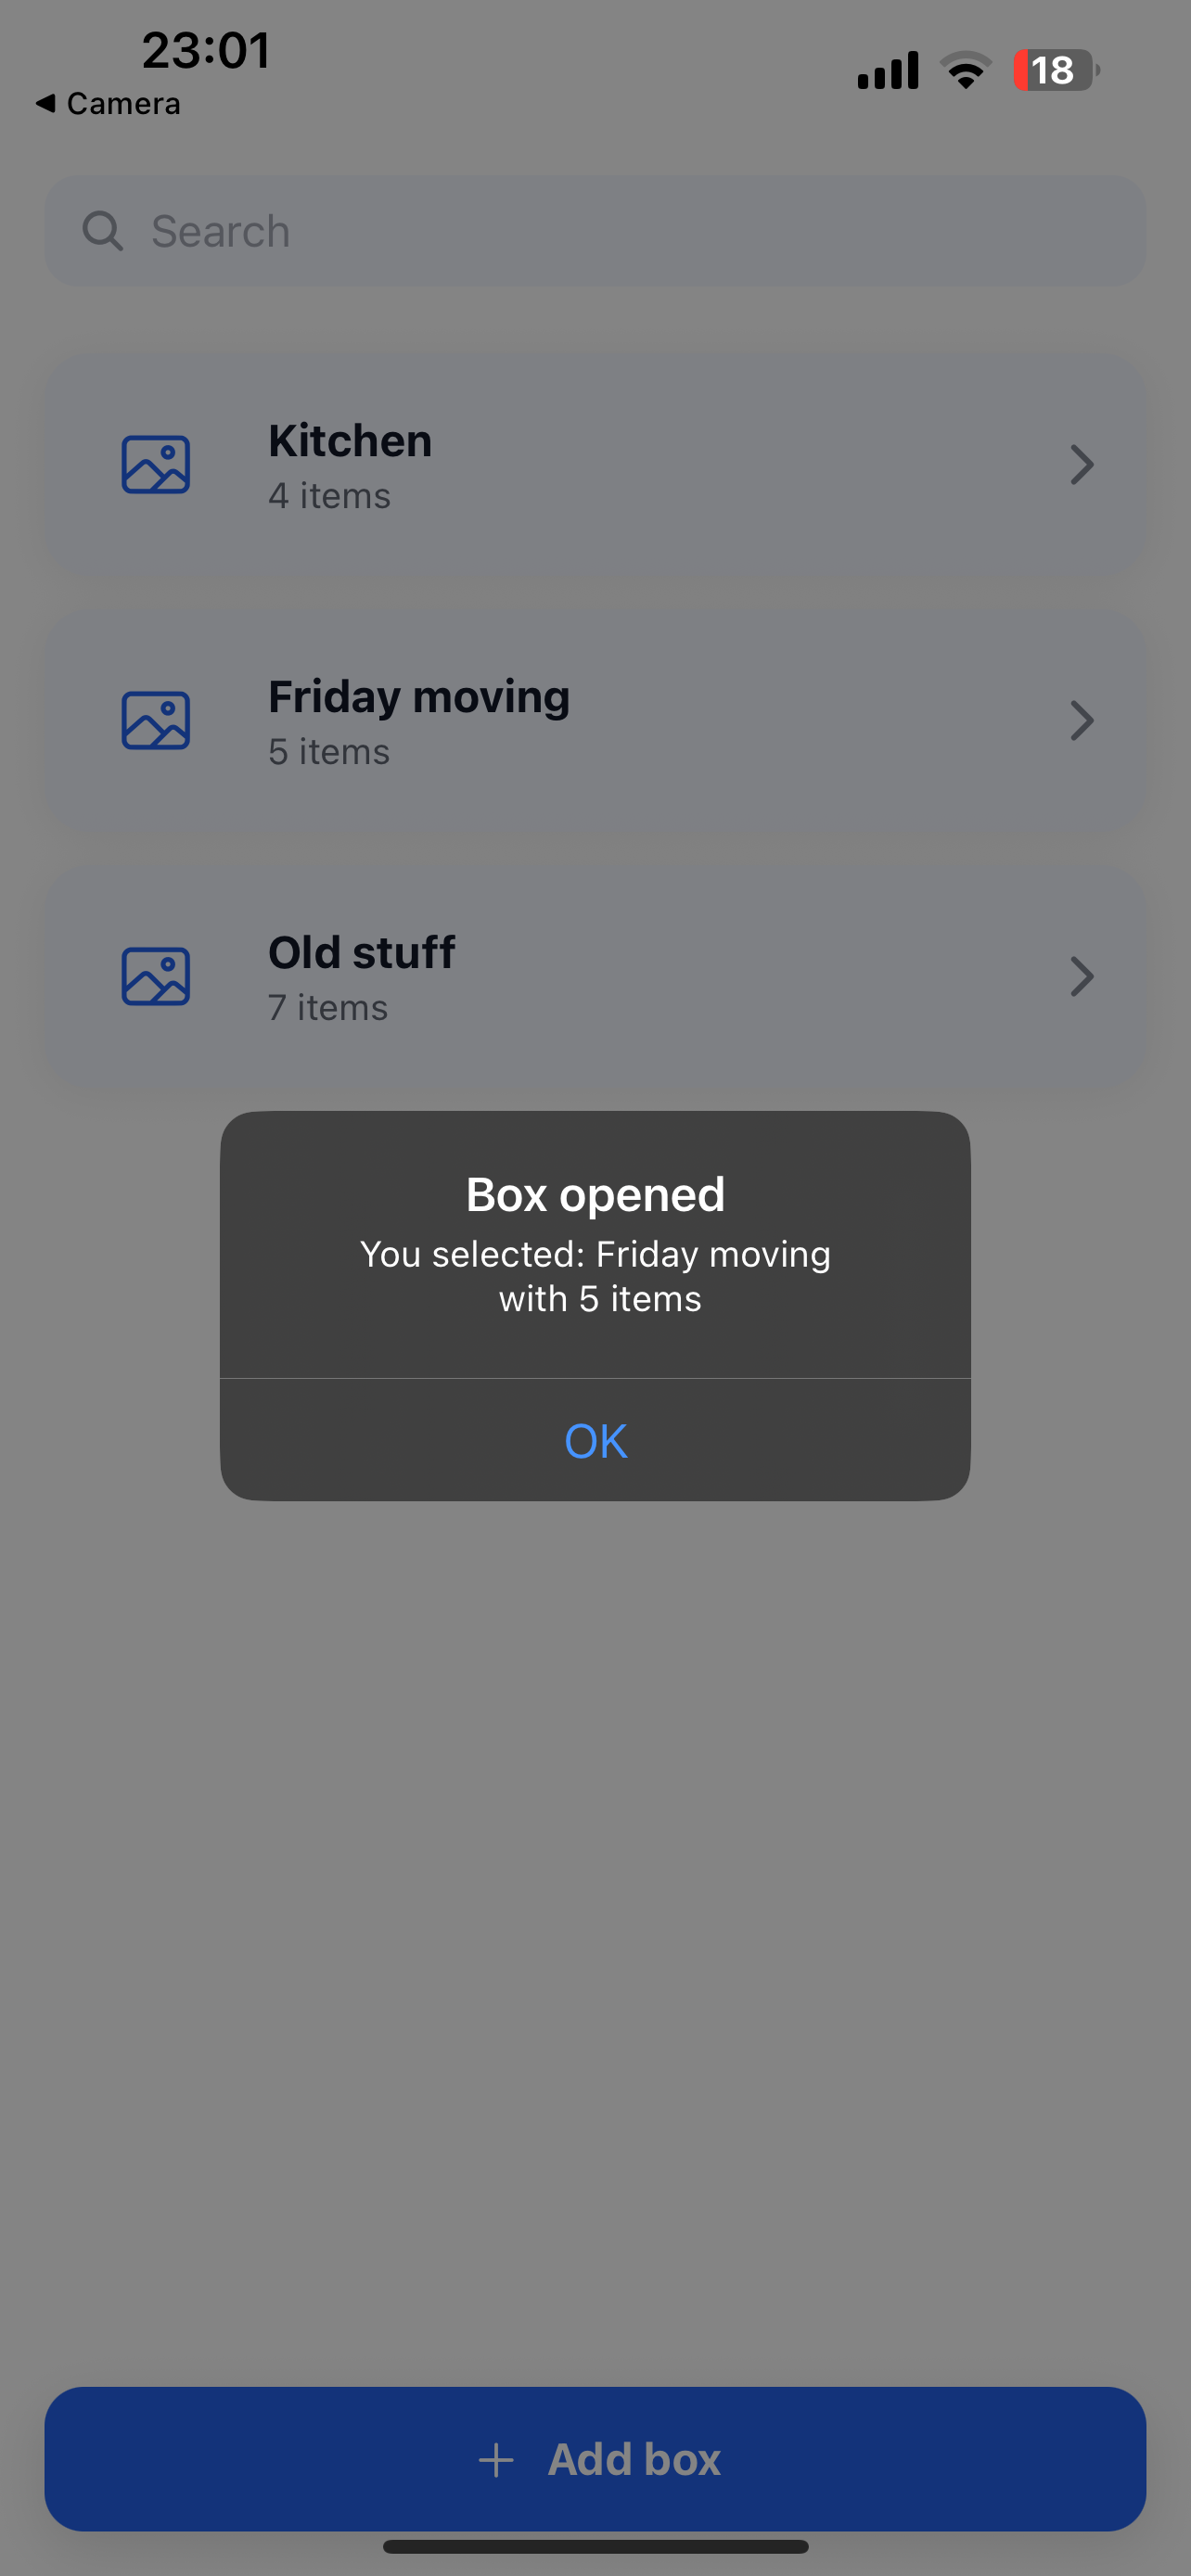 23:01
18
Camera
Search
Kitchen
4 items
Friday moving
5 items
Old stuff
7 items
Box opened
You selected: Friday moving
with 5 items
OK
Add box